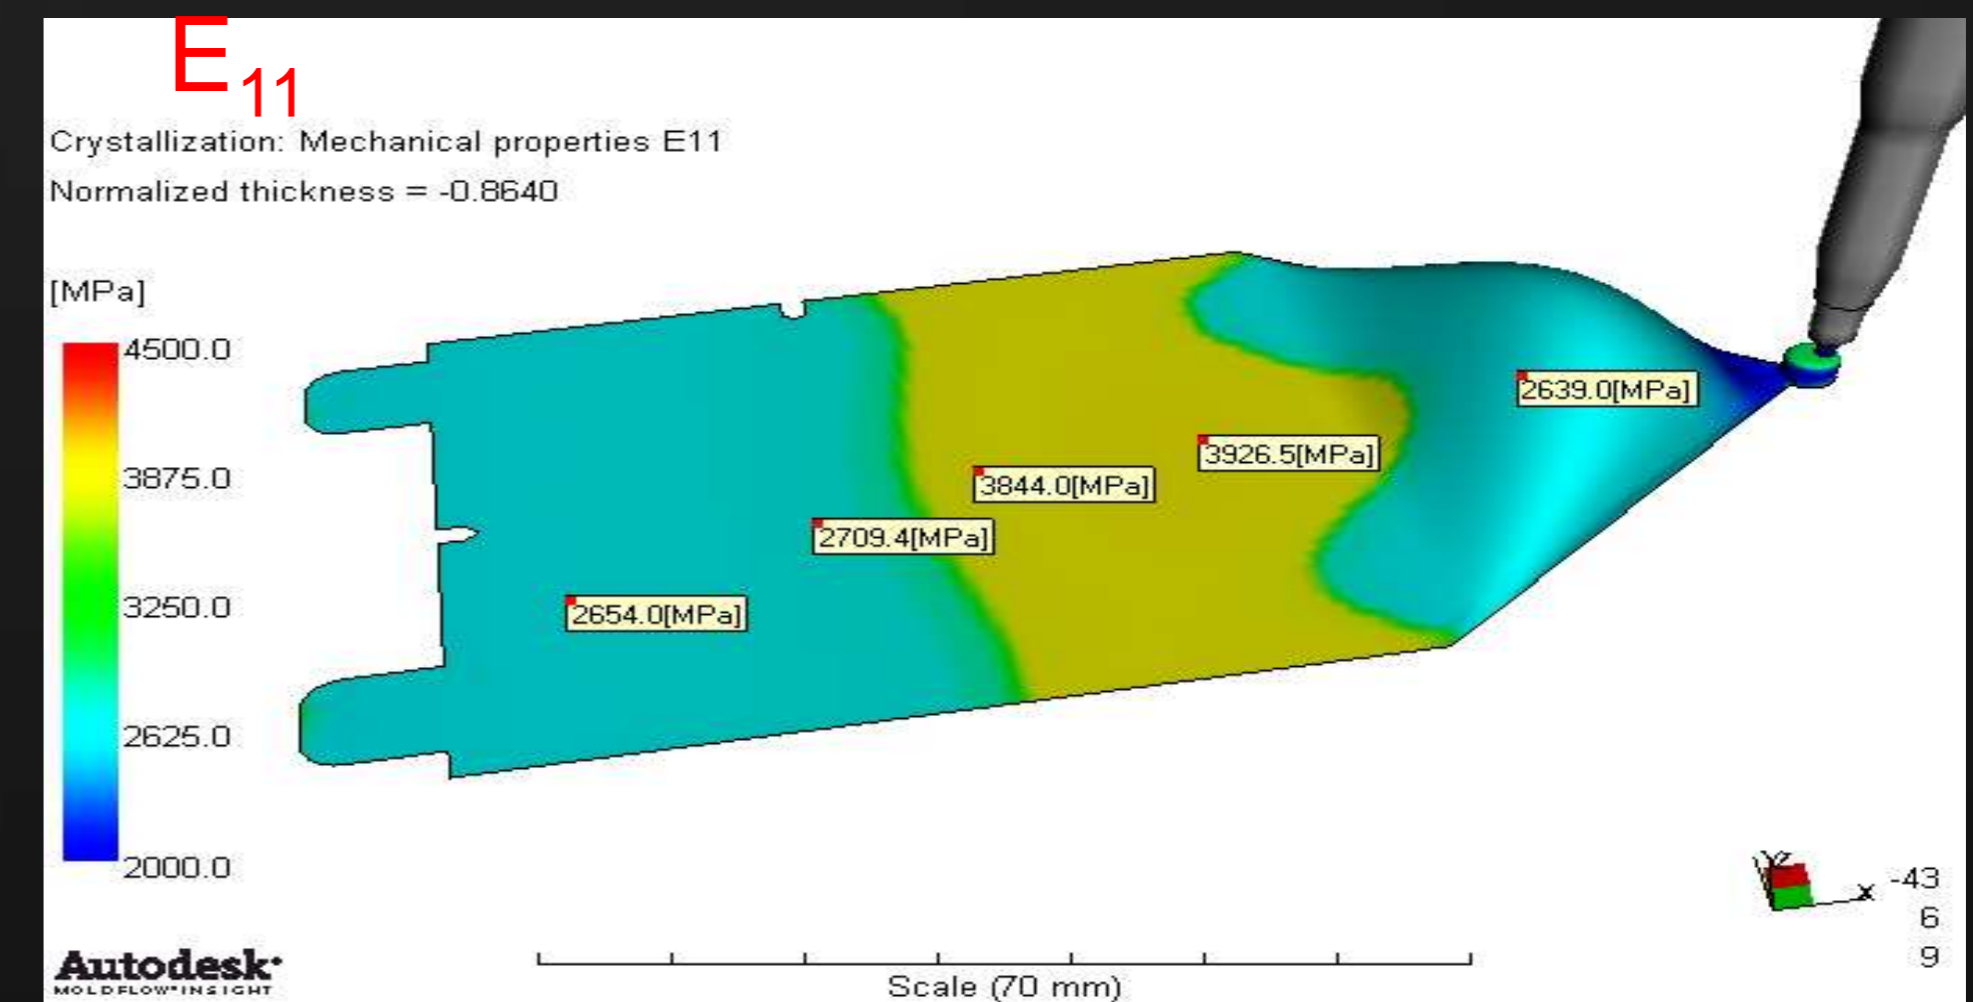 E11
Crystallization: Mechanical properties E11
Normalized thickness = -0.8640
[MPa]
4500.0
3875.0
3250.0
2625.0
2000.0
2639.0[MPa]
3926.5[MPa]
3844.0[MPa]
2709.4[MPa]
2654.0[MPa]
Autodesk
MOLDFLOW INSIGHT
Scale (70 mm)
Y Z
X
-43
6
9